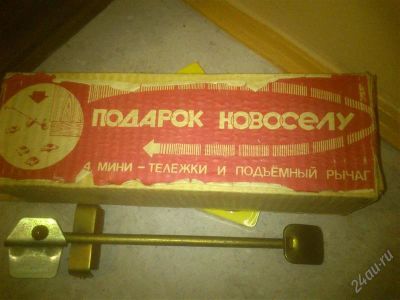 ПОДАРОК НОВОСЕЛУ
4 МИНИ - ТЕЛЕЖКИ И ПОДЪЁМНЫЙ РЫЧАГ
24au.ru